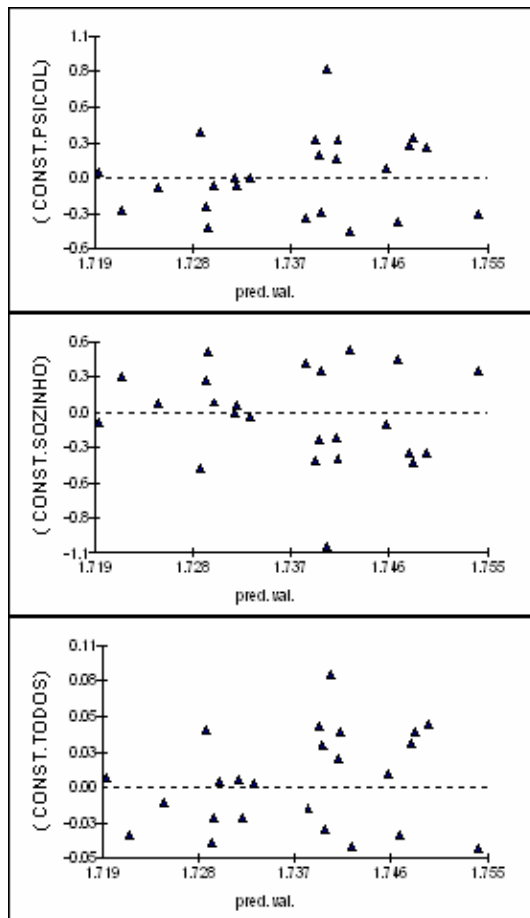 ( CONST.PSICOL)
1.1
0.8
0.6
0.3
0.0
-0.3
-0.6
1.719 1.728 1.737 1.746 1.755
pred.val.
( CONST.SOZINHO)
0.6
0.3
0.0
-0.3
-0.6
-0.8
-1.1
1.719 1.728 1.737 1.746 1.755
pred.val.
( CONST.TODOS)
0.11
0.08
0.05
0.03
0.00
-0.03
-0.05
1.719 1.728 1.737 1.746 1.755
pred.val.